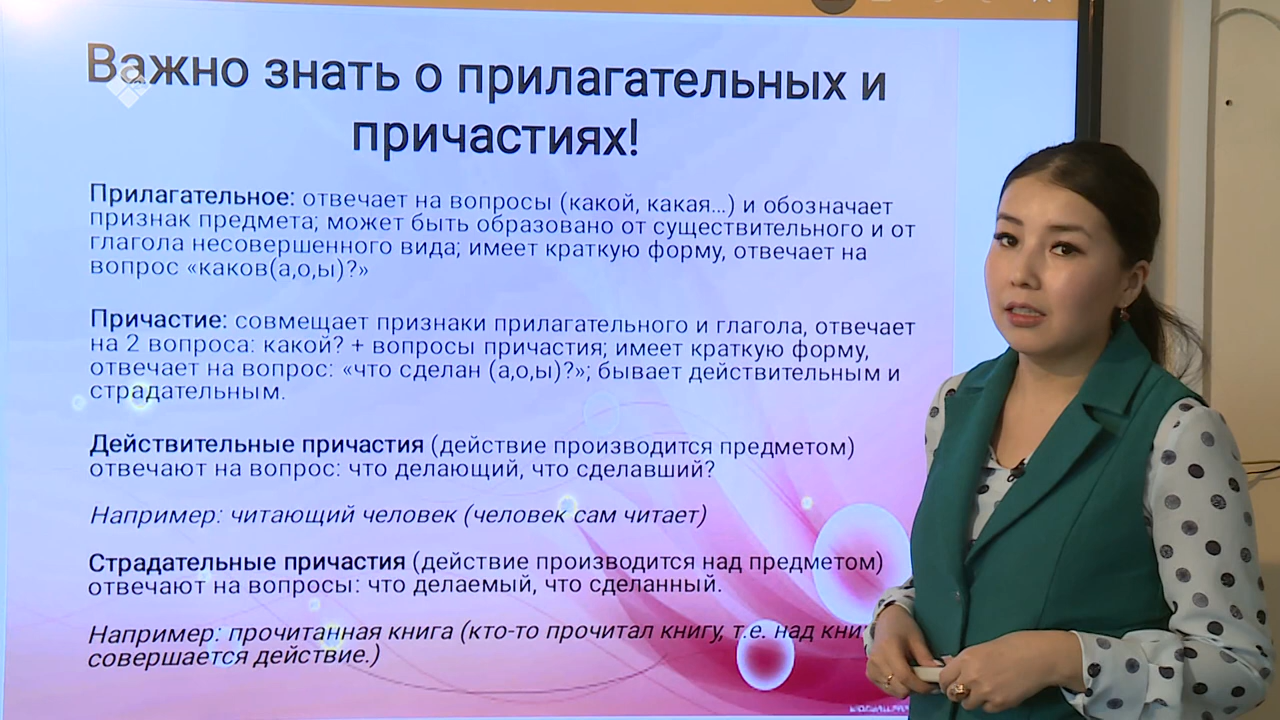 Важно знать о прилагательных и
причастиях!
Прилагательное: отвечает на вопросы (какой, какая…) и обозначает
признак предмета; может быть образовано от существительного и от
глагола несовершенного вида; имеет краткую форму, отвечает на
вопрос «каков(а,о,ы)?»
Причастие: совмещает признаки прилагательного и глагола, отвечает
на 2 вопроса: какой? + вопросы причастия; имеет краткую форму,
отвечает на вопрос: «что сделан (а,о,ы)?»; бывает действительным и
страдательным.
Действительные причастия (действие производится предметом)
отвечают на вопрос: что делающий, что сделавший?
Например: читающий человек (человек сам читает)
Страдательные причастия (действие производится над предметом)
отвечают на вопросы: что делаемый, что сделанный.
Например: прочитанная книга (кто-то прочитал книгу, т.е. над
совершается действие.)